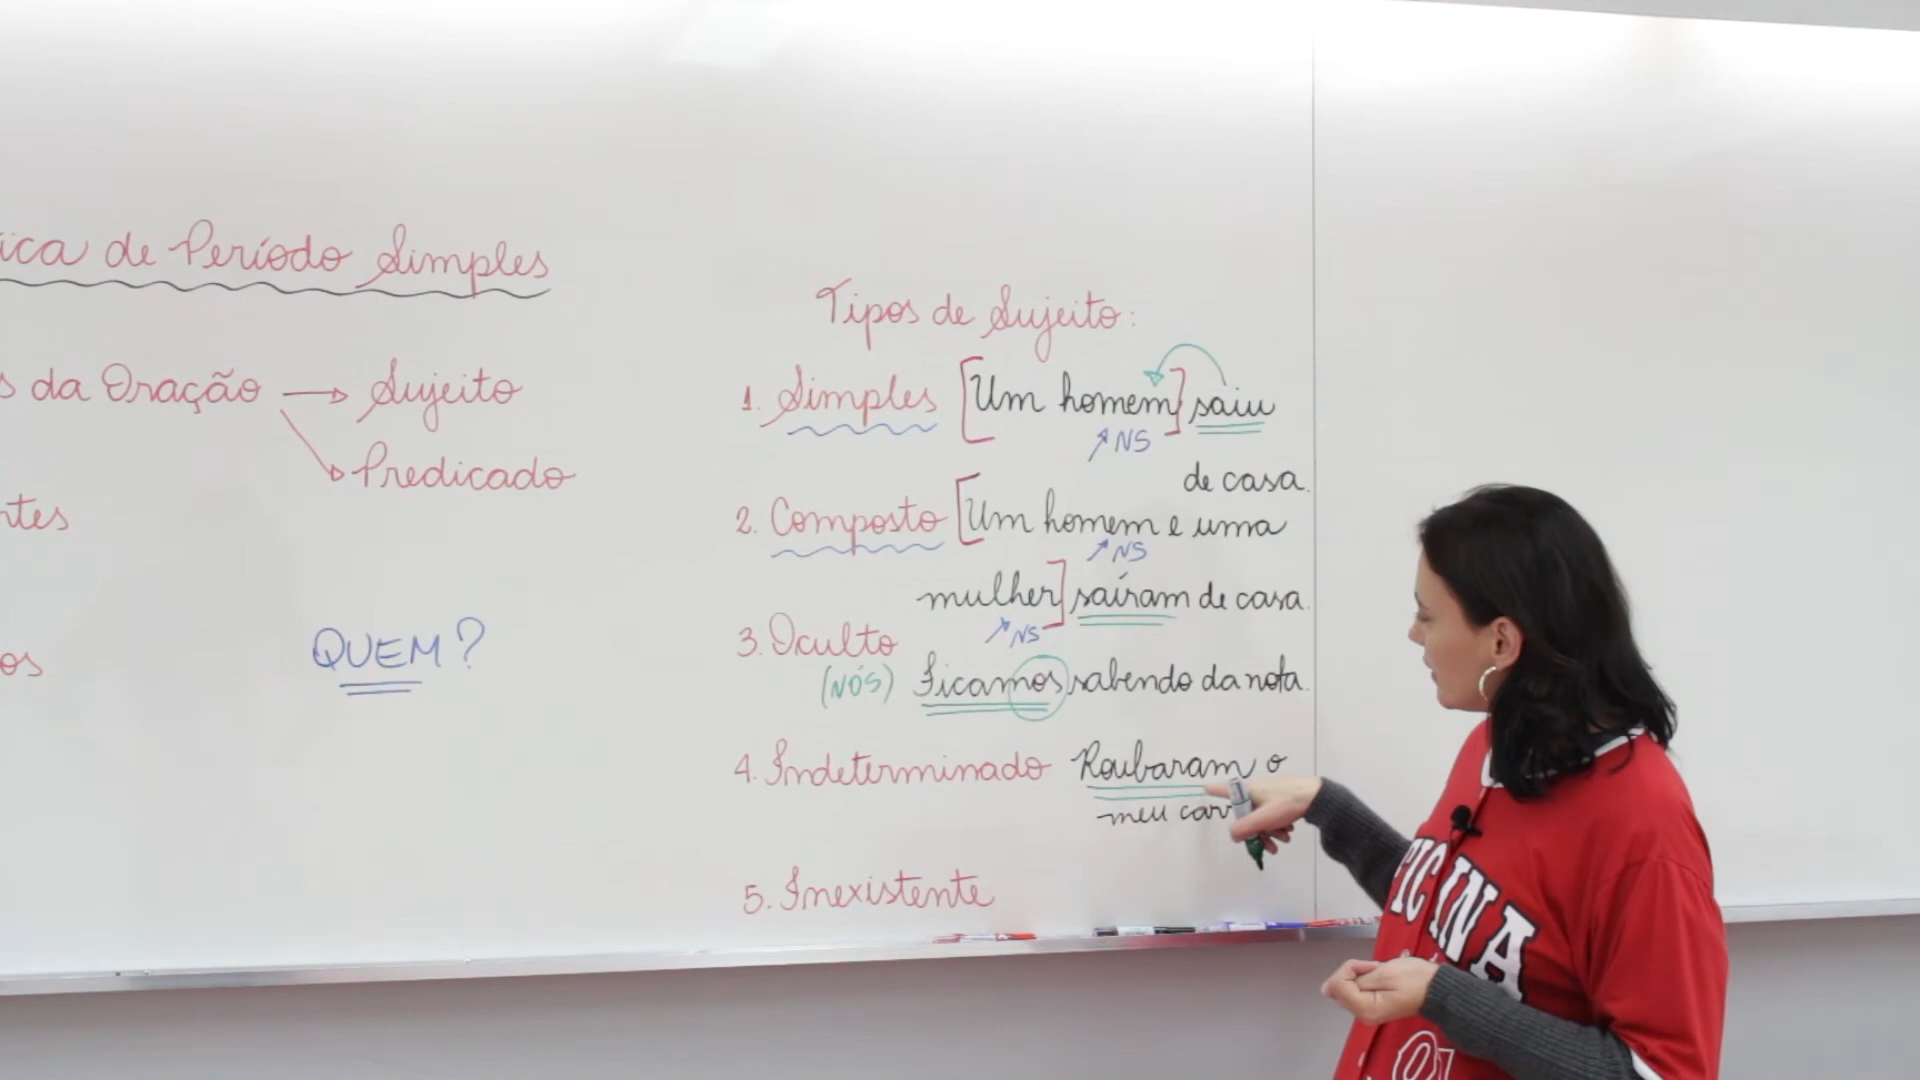 ica de Período Simples
s da Oração → Sujeito
Predicado
ntes
QUEM?
os
Tipos de Sujeito:
1. Simples [Um homem] saiu
NS
de casa.
2. Composto [Um homem e uma
NS
mulher] saíram de casa.
NS
3. Oculto
(NÓS) Ficamos sabendo da nota.
4. Indeterminado Roubaram o
meu carr
5. Inexistente
FICINA